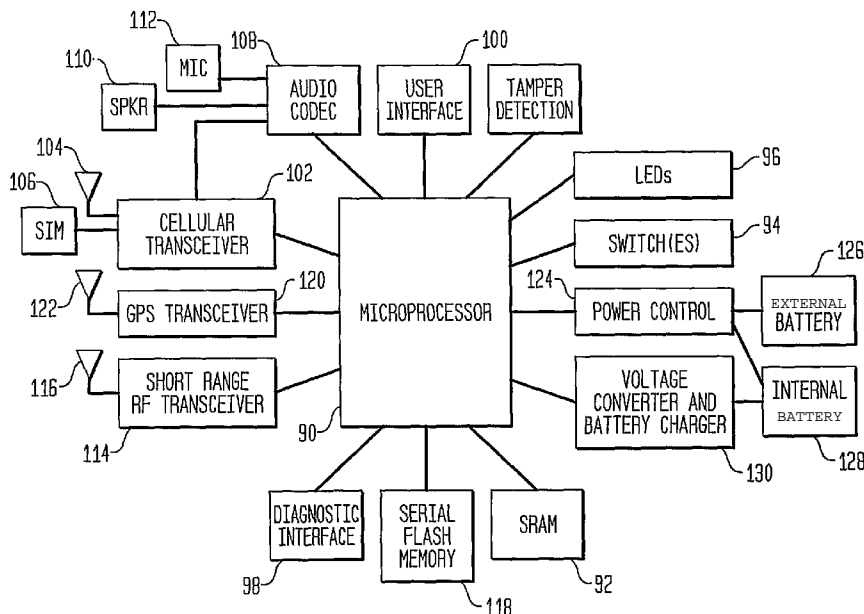 112
MIC
108
AUDIO
CODEC
100
USER
INTERFACE
TAMPER
DETECTION
110
SPKR
104
106
SIM
102
CELLULAR
TRANSCEIVER
96
LEDs
94
SWITCH(ES)
122
120
GPS TRANSCEIVER
MICROPROCESSOR
90
124
POWER CONTROL
126
EXTERNAL
BATTERY
116
SHORT RANGE
RF TRANSCEIVER
114
VOLTAGE
CONVERTER AND
BATTERY CHARGER
130
INTERNAL
BATTERY
128
DIAGNOSTIC
INTERFACE
98
SERIAL
FLASH
MEMORY
118
SRAM
92